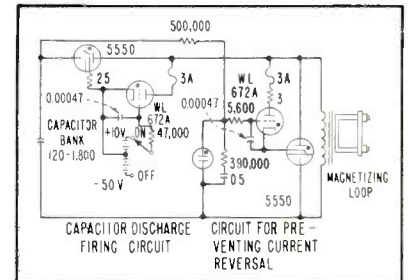 500,000
5550
25
3A
WL
672A
0.00047
+10V
ON
47,000
CAPACITOR
BANK
120-1,800
-50V
OFF
0.00047
WL
672A
5,600
3A
3
390,000
0.5
5550
MAGNETIZING
LOOP
CAPACITOR DISCHARGE
FIRING CIRCUIT
CIRCUIT FOR PRE-
VENTING CURRENT
REVERSAL